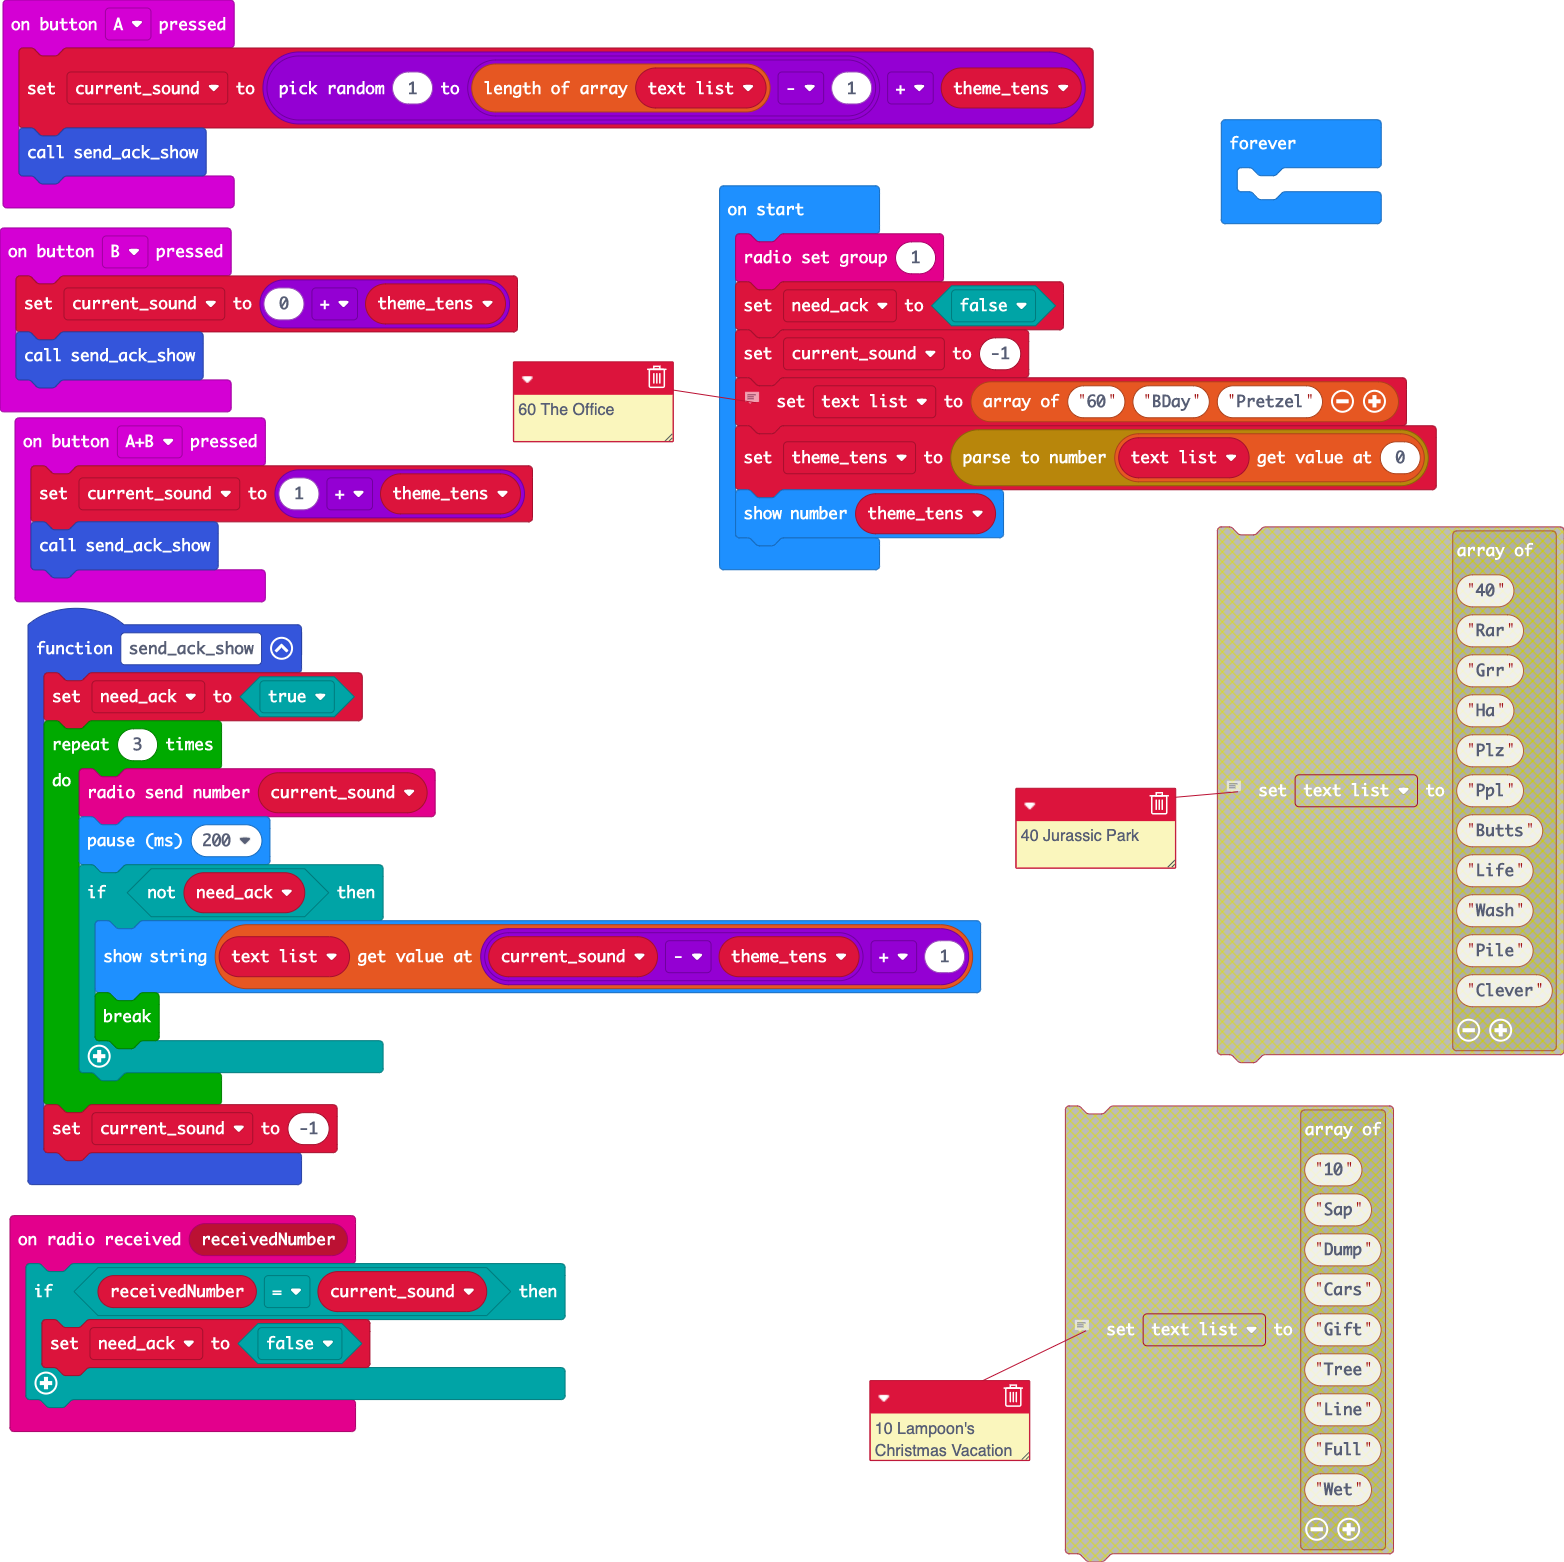 on button A pressed
set current_sound to pick random 1 to length of array text list - 1 + theme_tens
call send_ack_show
on button B pressed
set current_sound to 0 + theme_tens
call send_ack_show
on button A+B pressed
set current_sound to 1 + theme_tens
call send_ack_show
function send_ack_show
set need_ack to true
repeat 3 times
do
radio send number current_sound
pause (ms) 200
if not need_ack then
show string text list get value at current_sound - theme_tens + 1
break
set current_sound to -1
on radio received receivedNumber
if receivedNumber = current_sound then
set need_ack to false
forever
on start
radio set group 1
set need_ack to false
set current_sound to -1
set text list to array of "60" "BDay" "Pretzel"
set theme_tens to parse to number text list get value at 0
show number theme_tens
60 The Office
40 Jurassic Park
set text list to
array of
"40"
"Rar"
"Grr"
"Ha"
"Plz"
"Ppl"
"Butts"
"Life"
"Wash"
"Pile"
"Clever"
10 Lampoon's
Christmas Vacation
set text list to
array of
"10"
"Sap"
"Dump"
"Cars"
"Gift"
"Tree"
"Line"
"Full"
"Wet"